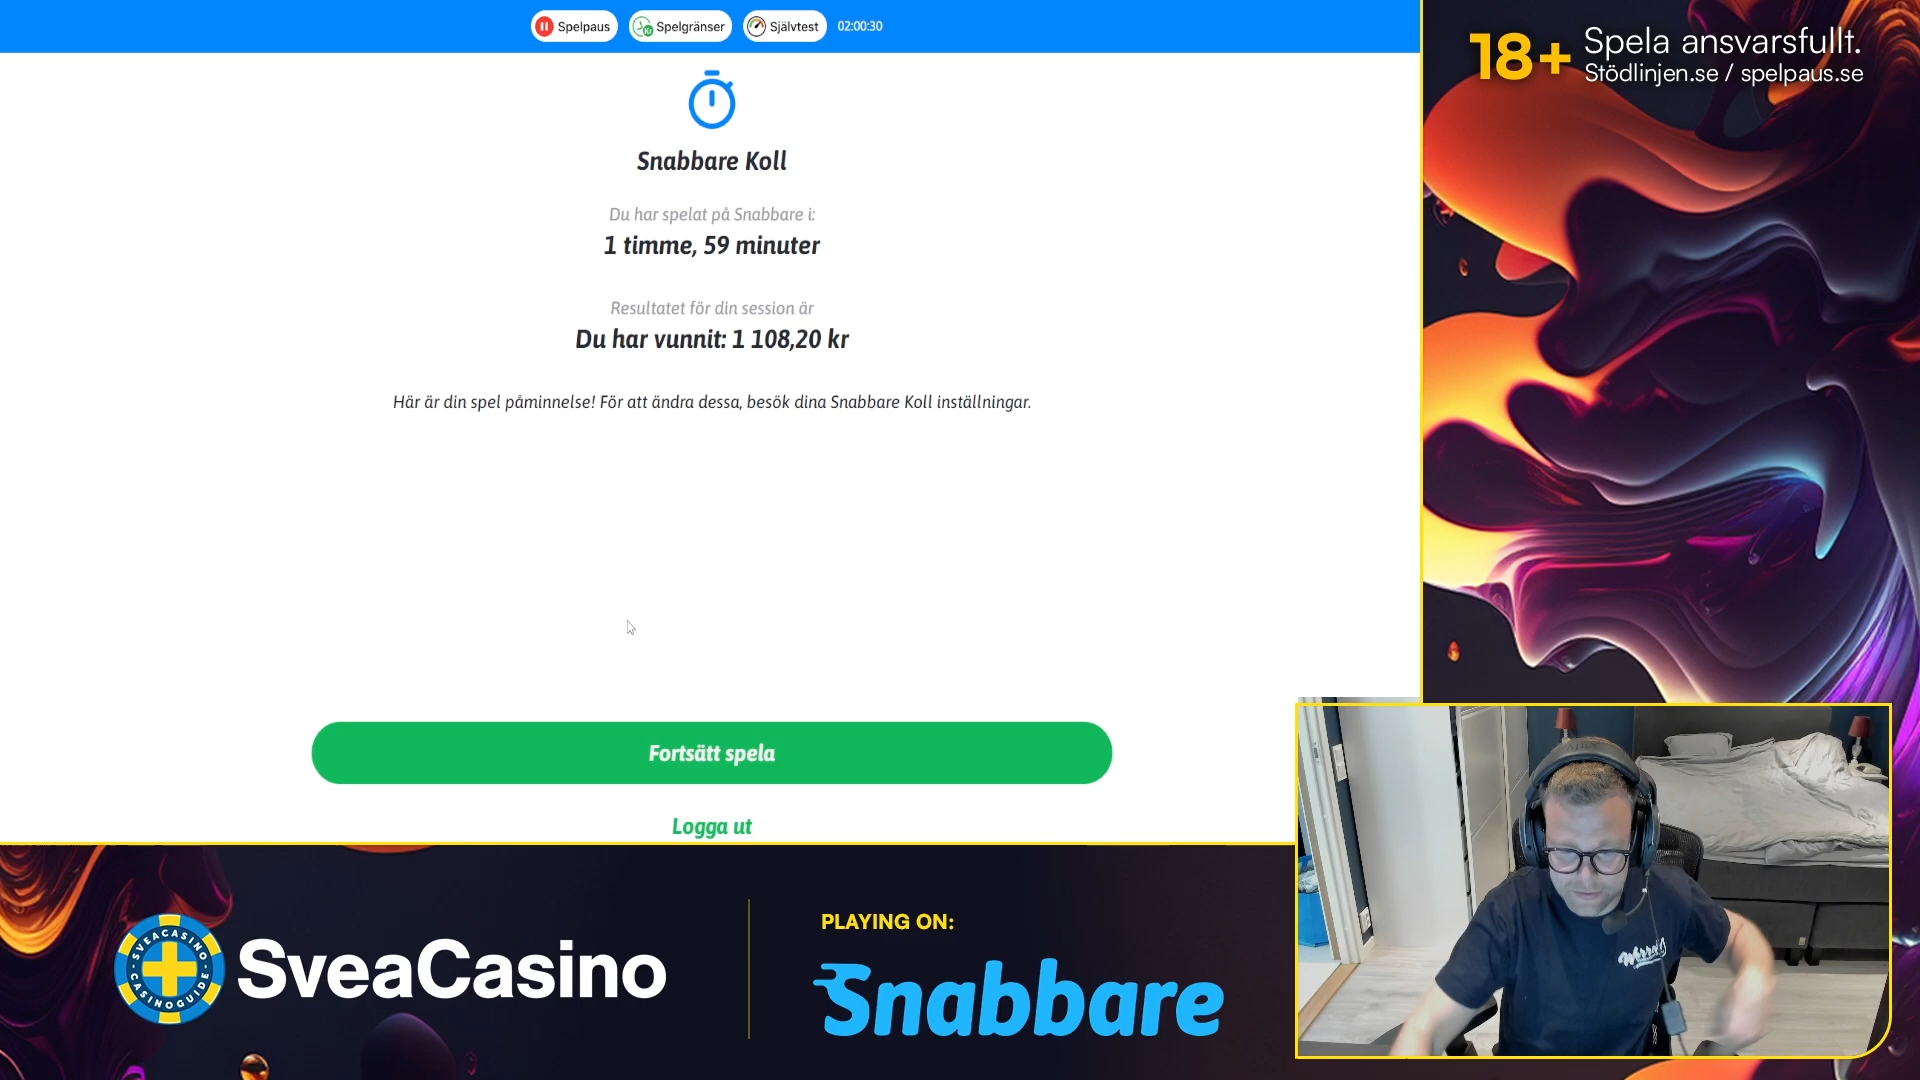 Spelpaus
Spelgränser
Självtest
02:00:30
18+
Spela ansvarsfullt.
Stödlinjen.se / spelpaus.se
Snabbare Koll
Du har spelat på Snabbare i:
1 timme, 59 minuter
Resultatet för din session är
Du har vunnit: 1 108,20 kr
Här är din spel påminnelse! För att ändra dessa, besök dina Snabbare Koll inställningar.
Fortsätt spela
Logga ut
SVEACASINO
CASINOGUIDE
SveaCasino
PLAYING ON:
Snabbare